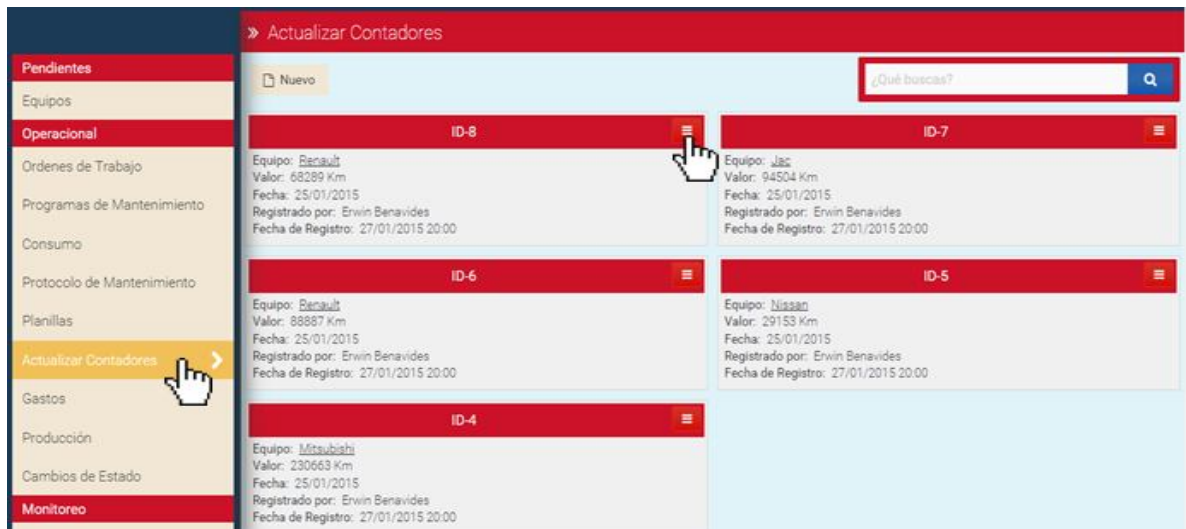 » Actualizar Contadores
Pendientes
Equipos
Operacional
Ordenes de Trabajo
Programas de Mantenimiento
Consumo
Protocolo de Mantenimiento
Planillas
Actualizar Contadores
Gastos
Producción
Cambios de Estado
Monitoreo
Nuevo
¿Qué buscas?
ID-8
Equipo: Renault
Valor: 68289 Km
Fecha: 25/01/2015
Registrado por: Erwin Benavides
Fecha de Registro: 27/01/2015 20:00
ID-7
Equipo: Jac
Valor: 94504 Km
Fecha: 25/01/2015
Registrado por: Erwin Benavides
Fecha de Registro: 27/01/2015 20:00
ID-6
Equipo: Renault
Valor: 88887 Km
Fecha: 25/01/2015
Registrado por: Erwin Benavides
Fecha de Registro: 27/01/2015 20:00
ID-5
Equipo: Nissan
Valor: 29153 Km
Fecha: 25/01/2015
Registrado por: Erwin Benavides
Fecha de Registro: 27/01/2015 20:00
ID-4
Equipo: Mitsubishi
Valor: 230663 Km
Fecha: 25/01/2015
Registrado por: Erwin Benavides
Fecha de Registro: 27/01/2015 20:00